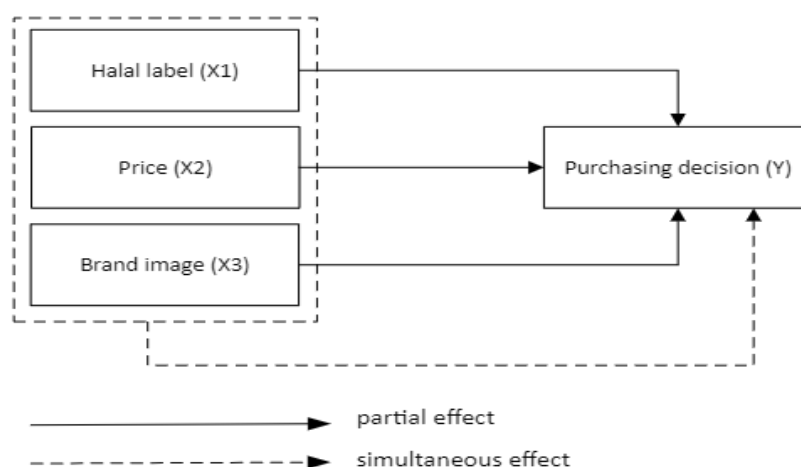 Halal label (X1)
Price (X2)
Purchasing decision (Y)
Brand image (X3)
partial effect
simultaneous effect